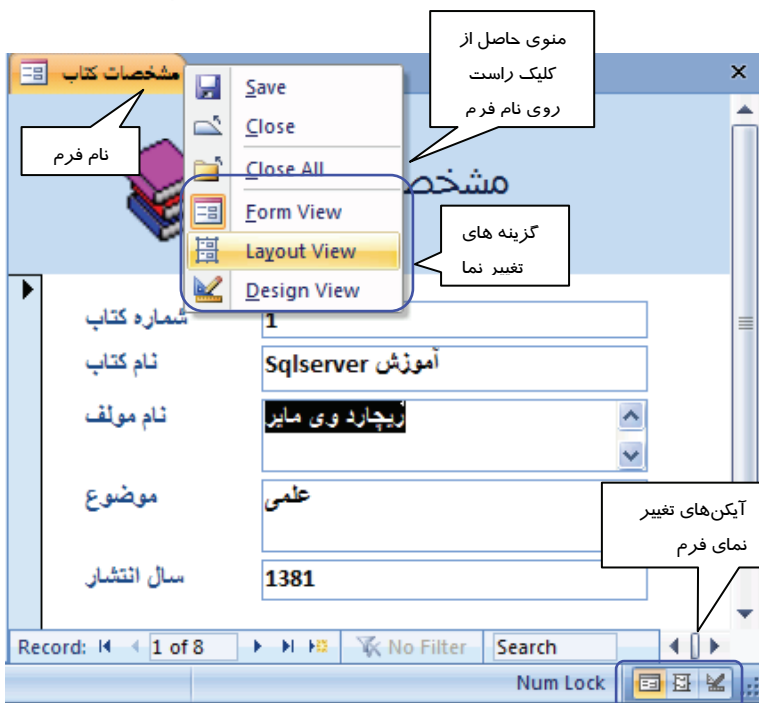 منوی حاصل از
کلیک راست
روی نام فرم
مشخصات کتاب
نام فرم
Save
Close
Close All
Form View
Layout View
Design View
مشخص
گزینه های
تغییر نما
شماره کتاب
1
نام کتاب
آموزش Sqlserver
نام مولف
ریچارد وی مایر
موضوع
علمی
سال انتشار
1381
آیکن‌های تغییر
نمای فرم
Record: 1 of 8 No Filter Search
Num Lock